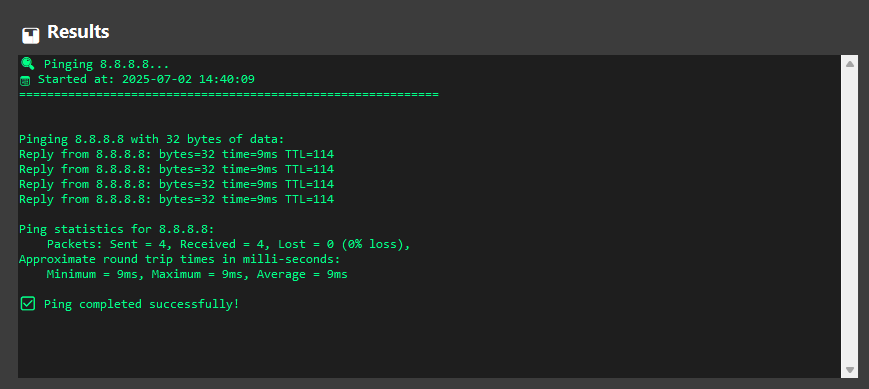 Results
Pinging 8.8.8.8...
Started at: 2025-07-02 14:40:09
============================================================
Pinging 8.8.8.8 with 32 bytes of data:
Reply from 8.8.8.8: bytes=32 time=9ms TTL=114
Reply from 8.8.8.8: bytes=32 time=9ms TTL=114
Reply from 8.8.8.8: bytes=32 time=9ms TTL=114
Reply from 8.8.8.8: bytes=32 time=9ms TTL=114
Ping statistics for 8.8.8.8:
    Packets: Sent = 4, Received = 4, Lost = 0 (0% loss),
Approximate round trip times in milli-seconds:
    Minimum = 9ms, Maximum = 9ms, Average = 9ms
Ping completed successfully!